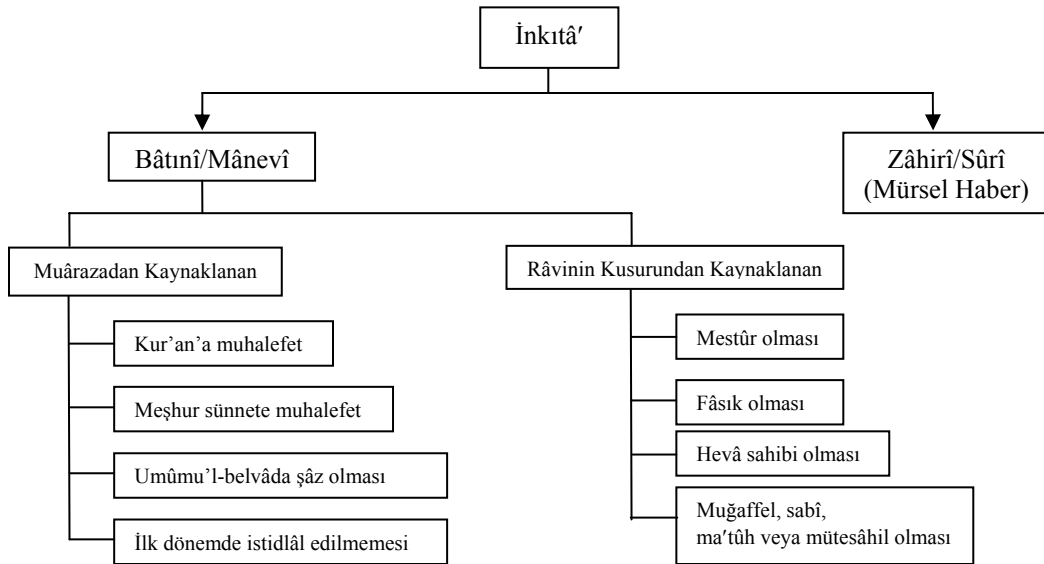 İnkıtâ′
Bâtınî/Mânevî
Zâhirî/Sûrî
(Mürsel Haber)
Muârazadan Kaynaklanan
Kur’an’a muhalefet
Meşhur sünnete muhalefet
Umûmu’l-belvâda şâz olması
İlk dönemde istidlâl edilmemesi
Râvinin Kusurundan Kaynaklanan
Mestûr olması
Fâsık olması
Hevâ sahibi olması
Muğaffel, sabî,
ma′tûh veya mütesâhil olması